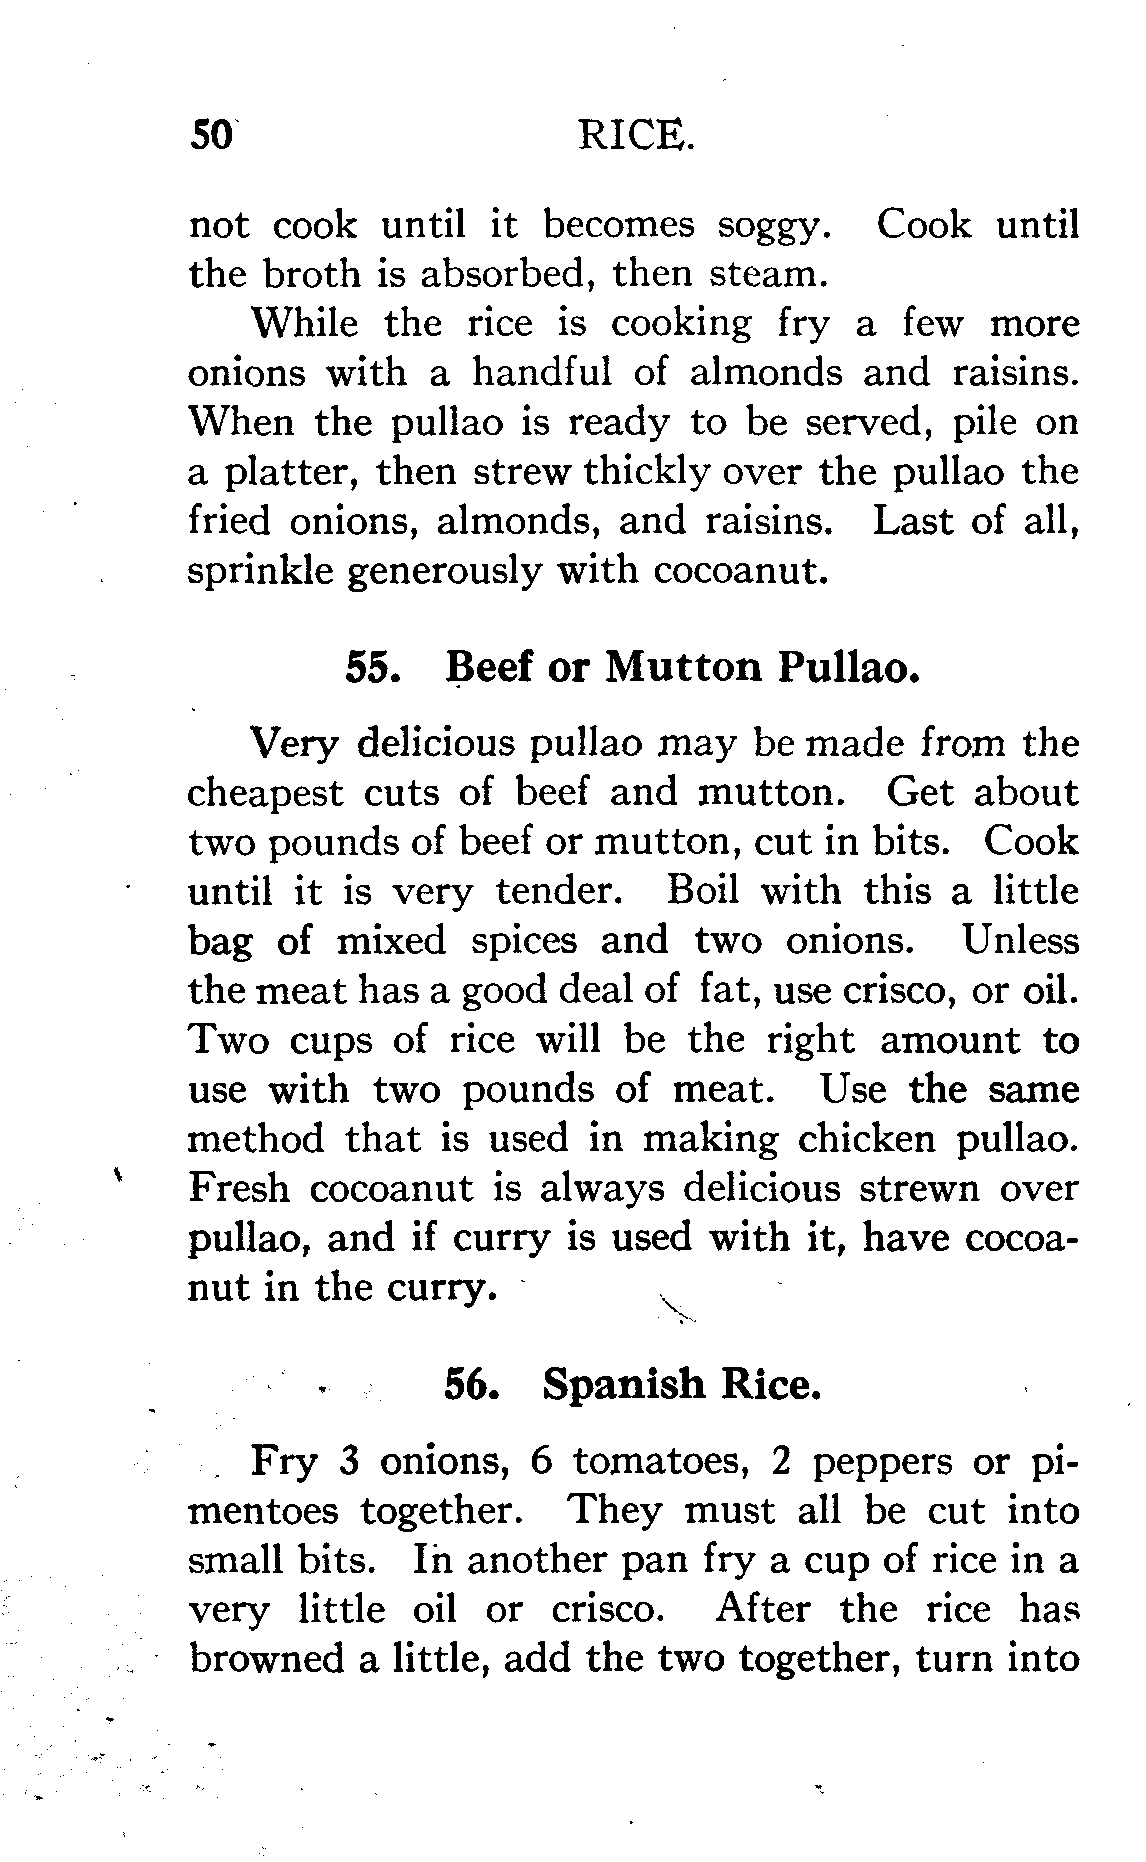 50 RICE.
not cook until it becomes soggy. Cook until
the broth is absorbed, then steam.
While the rice is cooking fry a few more
onions with a handful of almonds and raisins.
When the pullao is ready to be served, pile on
a platter, then strew thickly over the pullao the
fried onions, almonds, and raisins. Last of all,
sprinkle generously with cocoanut.
55. Beef or Mutton Pullao.
Very delicious pullao may be made from the
cheapest cuts of beef and mutton. Get about
two pounds of beef or mutton, cut in bits. Cook
until it is very tender. Boil with this a little
bag of mixed spices and two onions. Unless
the meat has a good deal of fat, use crisco, or oil.
Two cups of rice will be the right amount to
use with two pounds of meat. Use the same
method that is used in making chicken pullao.
Fresh cocoanut is always delicious strewn over
pullao, and if curry is used with it, have cocoa-
nut in the curry.
56. Spanish Rice.
Fry 3 onions, 6 tomatoes, 2 peppers or pi-
mentoes together. They must all be cut into
small bits. In another pan fry a cup of rice in a
very little oil or crisco. After the rice has
browned a little, add the two together, turn into